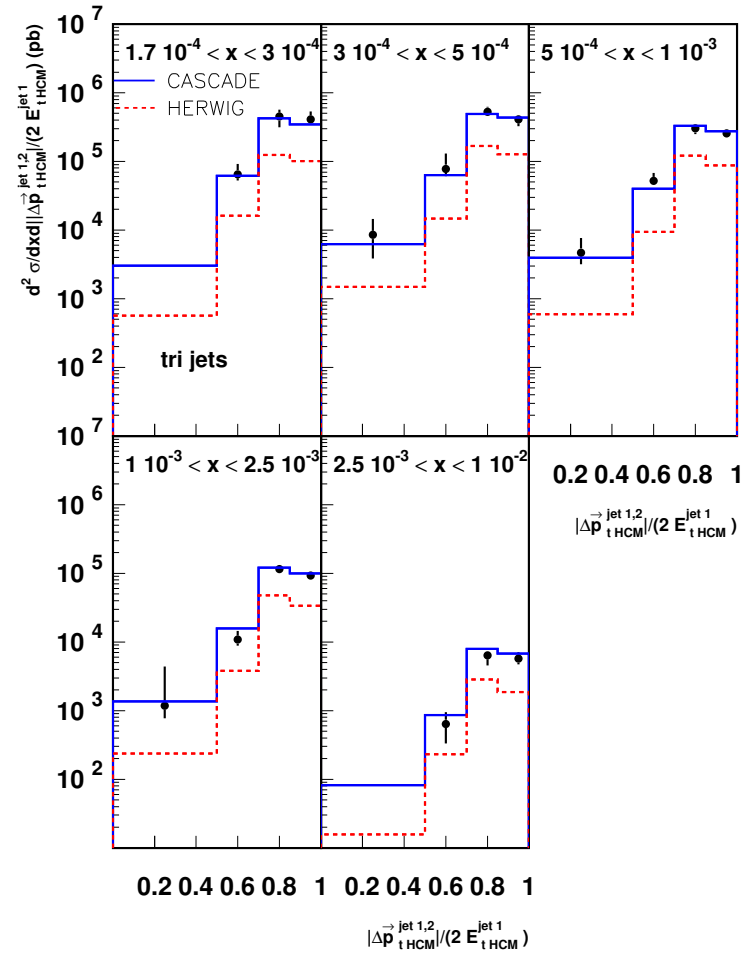 1.7 10^-4 < x < 3 10^-4
3 10^-4 < x < 5 10^-4
5 10^-4 < x < 1 10^-3
CASCADE
HERWIG
d^2 σ/dxd||Δp→_t HCM^jet 1,2|/(2 E_t HCM^jet 1) (pb)
10^6
10^5
10^4
10^3
10^2
10^7
tri jets
1 10^-3 < x < 2.5 10^-3
2.5 10^-3 < x < 1 10^-2
0.2 0.4 0.6 0.8 1
|Δp→_t HCM^jet 1,2|/(2 E_t HCM^jet 1)
10^6
10^5
10^4
10^3
10^2
0.2 0.4 0.6 0.8 1
0.2 0.4 0.6 0.8 1
|Δp→_t HCM^jet 1,2|/(2 E_t HCM^jet 1)